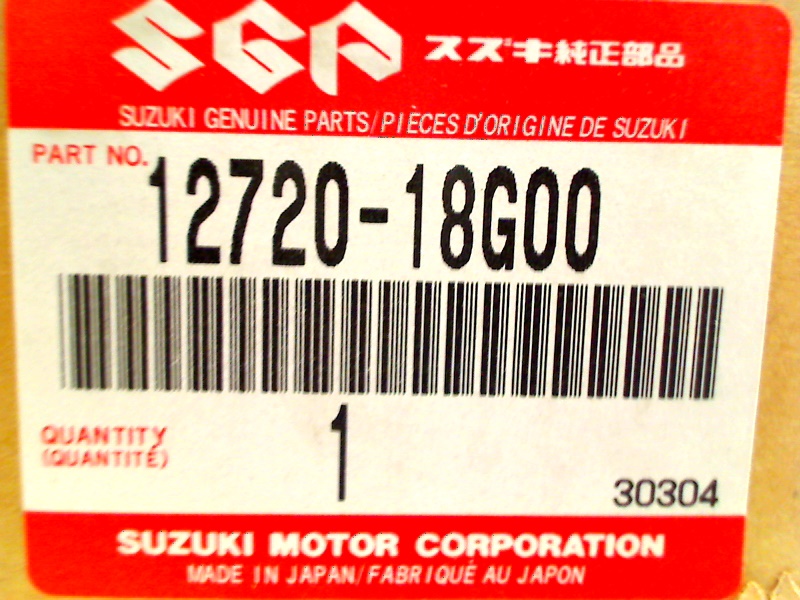 SGP スズキ純正部品
SUZUKI GENUINE PARTS/PIÈCES D'ORIGINE DE SUZUKI
PART NO. 12720-18G00
QUANTITY 1
(QUANTITÉ)
30304
SUZUKI MOTOR CORPORATION
MADE IN JAPAN/FABRIQUÉ AU JAPON